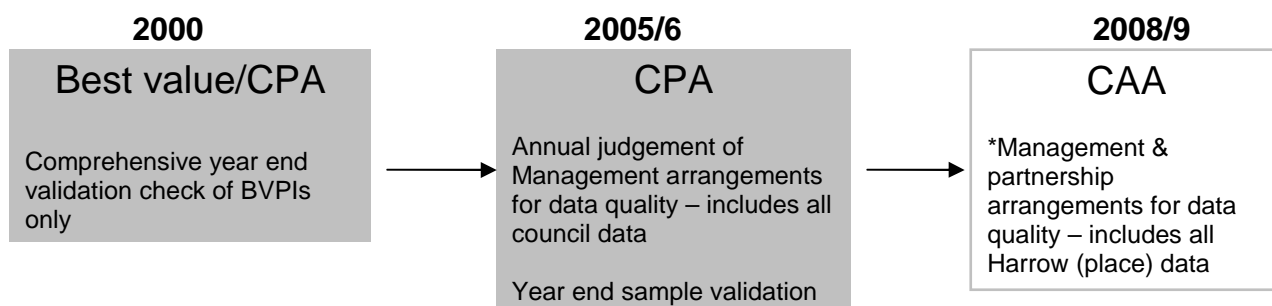 2000
Best value/CPA
Comprehensive year end
validation check of BVPIs
only
2005/6
CPA
Annual judgement of
Management arrangements
for data quality – includes all
council data
Year end sample validation
2008/9
CAA
*Management &
partnership
arrangements for data
quality – includes all
Harrow (place) data